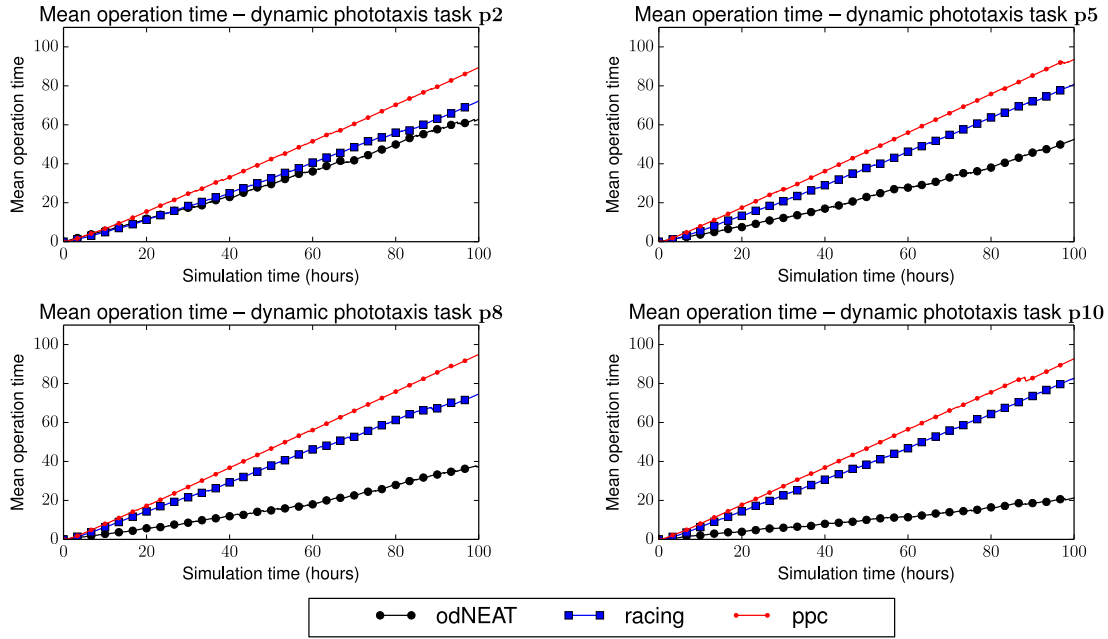 Mean operation time – dynamic phototaxis task p2
Mean operation time
100
80
60
40
20
0
0 20 40 60 80 100
Simulation time (hours)
Mean operation time – dynamic phototaxis task p5
Mean operation time
100
80
60
40
20
0
0 20 40 60 80 100
Simulation time (hours)
Mean operation time – dynamic phototaxis task p8
Mean operation time
100
80
60
40
20
0
0 20 40 60 80 100
Simulation time (hours)
Mean operation time – dynamic phototaxis task p10
Mean operation time
100
80
60
40
20
0
0 20 40 60 80 100
Simulation time (hours)
odNEAT racing ppc